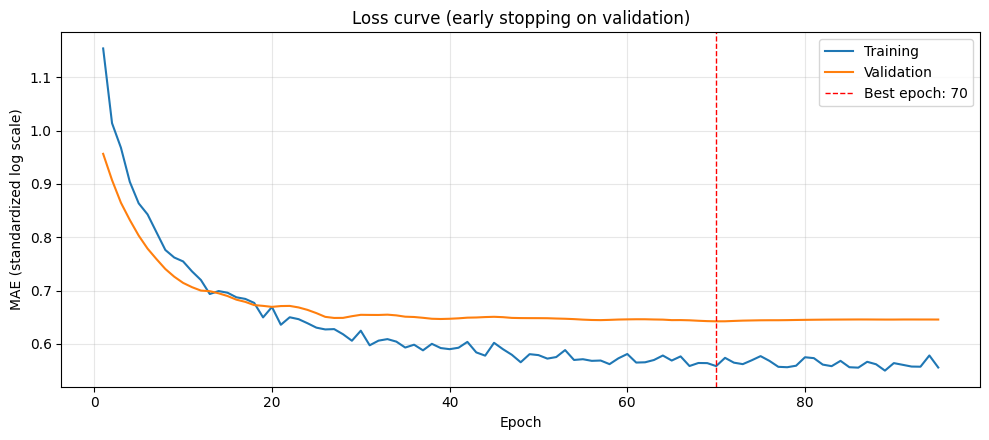 Loss curve (early stopping on validation)
MAE (standardized log scale)
1.1
1.0
0.9
0.8
0.7
0.6
Training
Validation
Best epoch: 70
0 20 40 60 80
Epoch